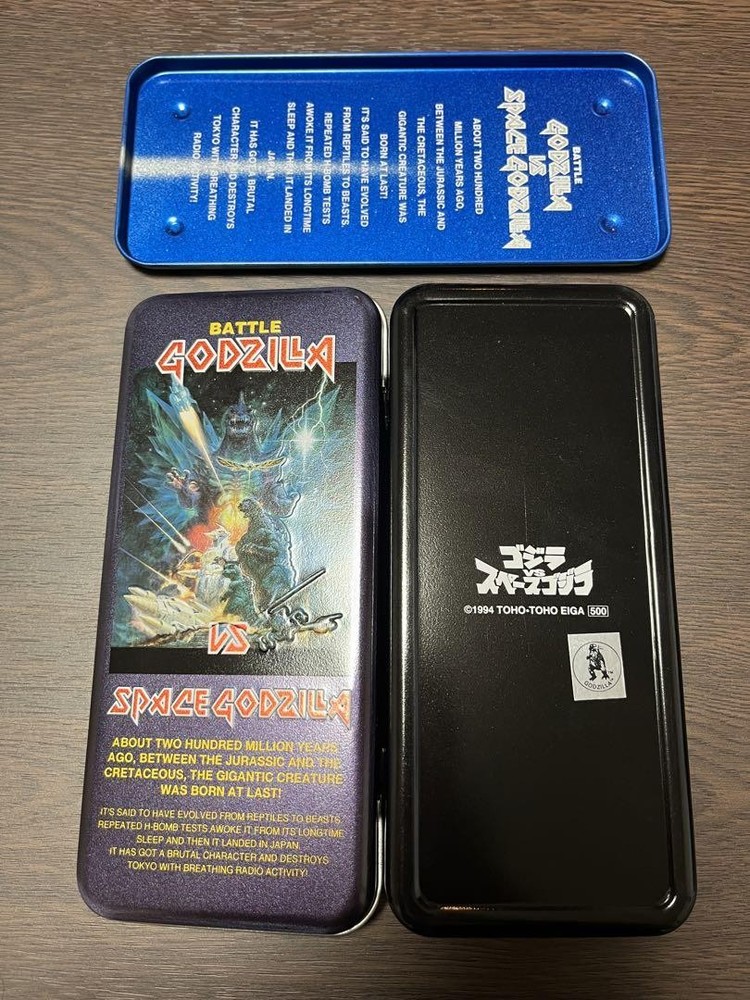 BATTLE
GODZILLA
VS
SPACEGODZILLA
ABOUT TWO HUNDRED
MILLION YEARS AGO,
BETWEEN THE JURASSIC AND
THE CRETACEOUS, THE
GIGANTIC CREATURE WAS
BORN AT LAST!
IT'S SAID TO HAVE EVOLVED
FROM REPTILES TO BEASTS.
REPEATED H-BOMB TESTS
AWOKE IT FROM ITS LONGTIME
SLEEP AND THEN IT LANDED IN
JAPAN.
IT HAS GOT A BRUTAL
CHARACTER AND DESTROYS
TOKYO WITH BREATHING
RADIO ACTIVITY!
BATTLE
GODZILLA
VS
SPACEGODZILLA
ABOUT TWO HUNDRED MILLION YEARS
AGO, BETWEEN THE JURASSIC AND THE
CRETACEOUS, THE GIGANTIC CREATURE
WAS BORN AT LAST!
IT'S SAID TO HAVE EVOLVED FROM REPTILES TO BEASTS.
REPEATED H-BOMB TESTS AWOKE IT FROM ITS LONGTIME
SLEEP AND THEN IT LANDED IN JAPAN.
IT HAS GOT A BRUTAL CHARACTER AND DESTROYS
TOKYO WITH BREATHING RADIO ACTIVITY!
ゴジラ
VS
スペースゴジラ
©1994 TOHO•TOHO EIGA 500
GODZILLA™